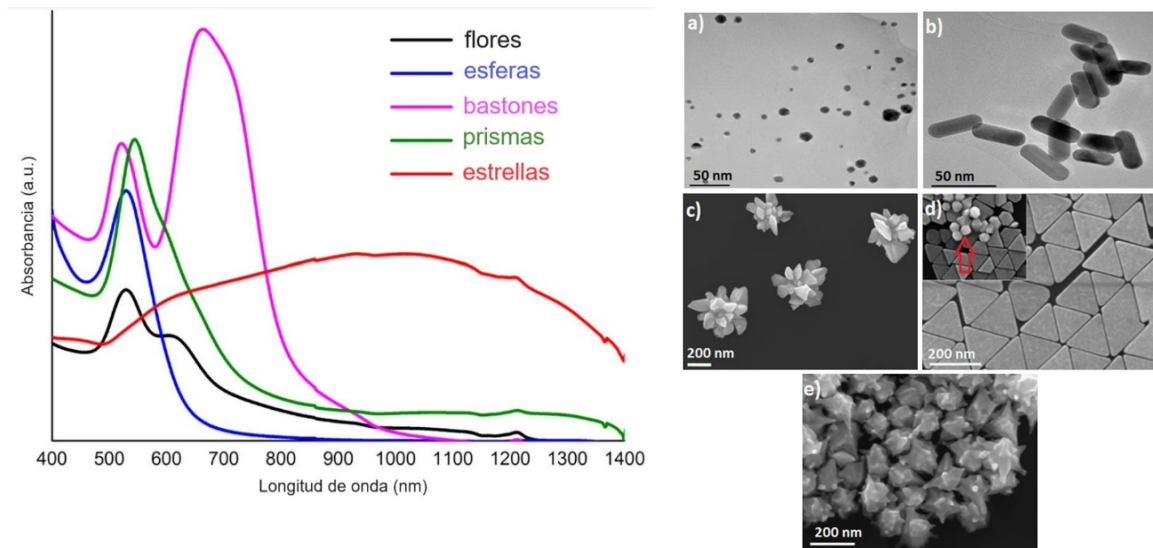 flores
esferas
bastones
prismas
estrellas
Absorbancia (a.u.)
400 500 600 700 800 900 1000 1100 1200 1300 1400
Longitud de onda (nm)
a)
50 nm
b)
50 nm
c)
200 nm
d)
200 nm
e)
200 nm